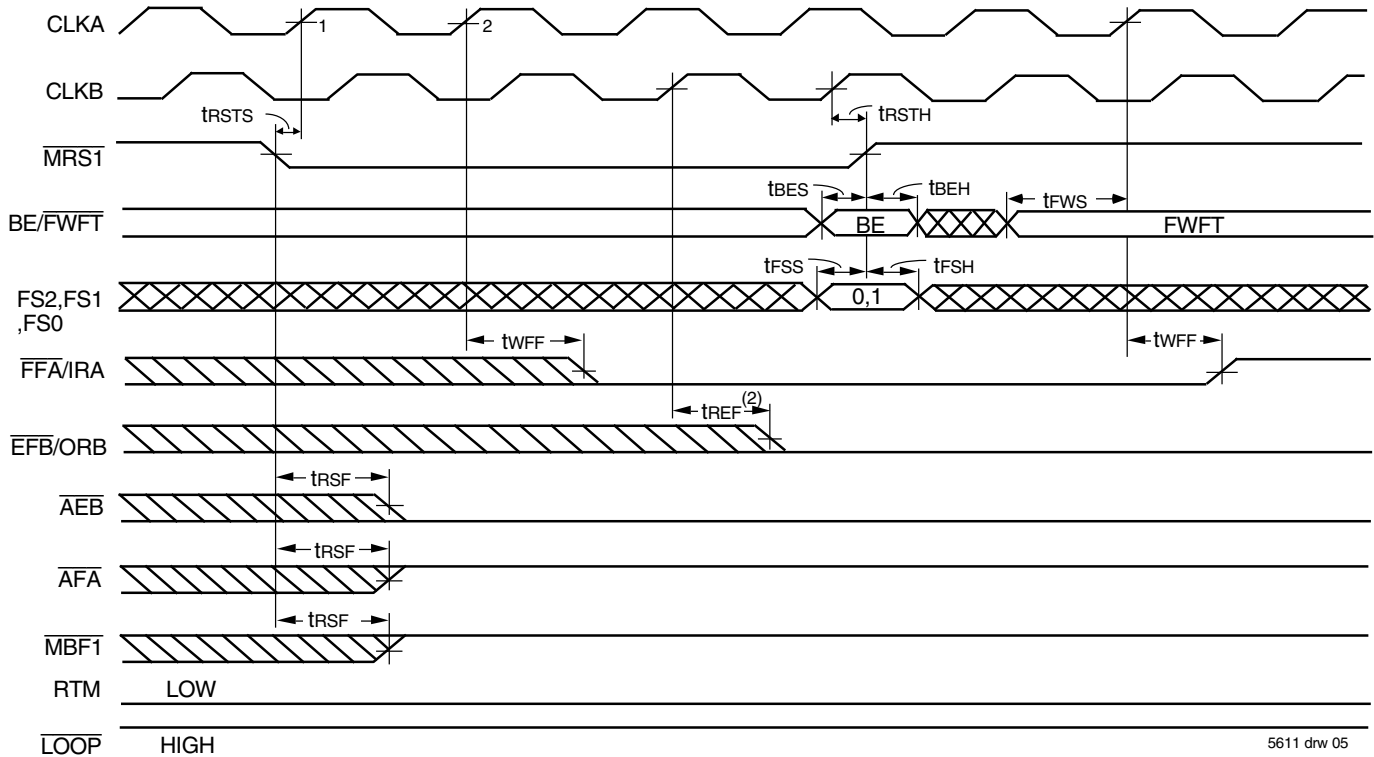 CLKA 1 2
CLKB
tRSTS tRSTH
MRS1
tBES tBEH tFWS
BE/FWFT BE FWFT
tFSS tFSH
FS2,FS1 0,1
,FS0
tWFF tWFF
FFA/IRA
tREF(2)
EFB/ORB
tRSF
AEB
tRSF
AFA
tRSF
MBF1
RTM LOW
LOOP HIGH
5611 drw 05